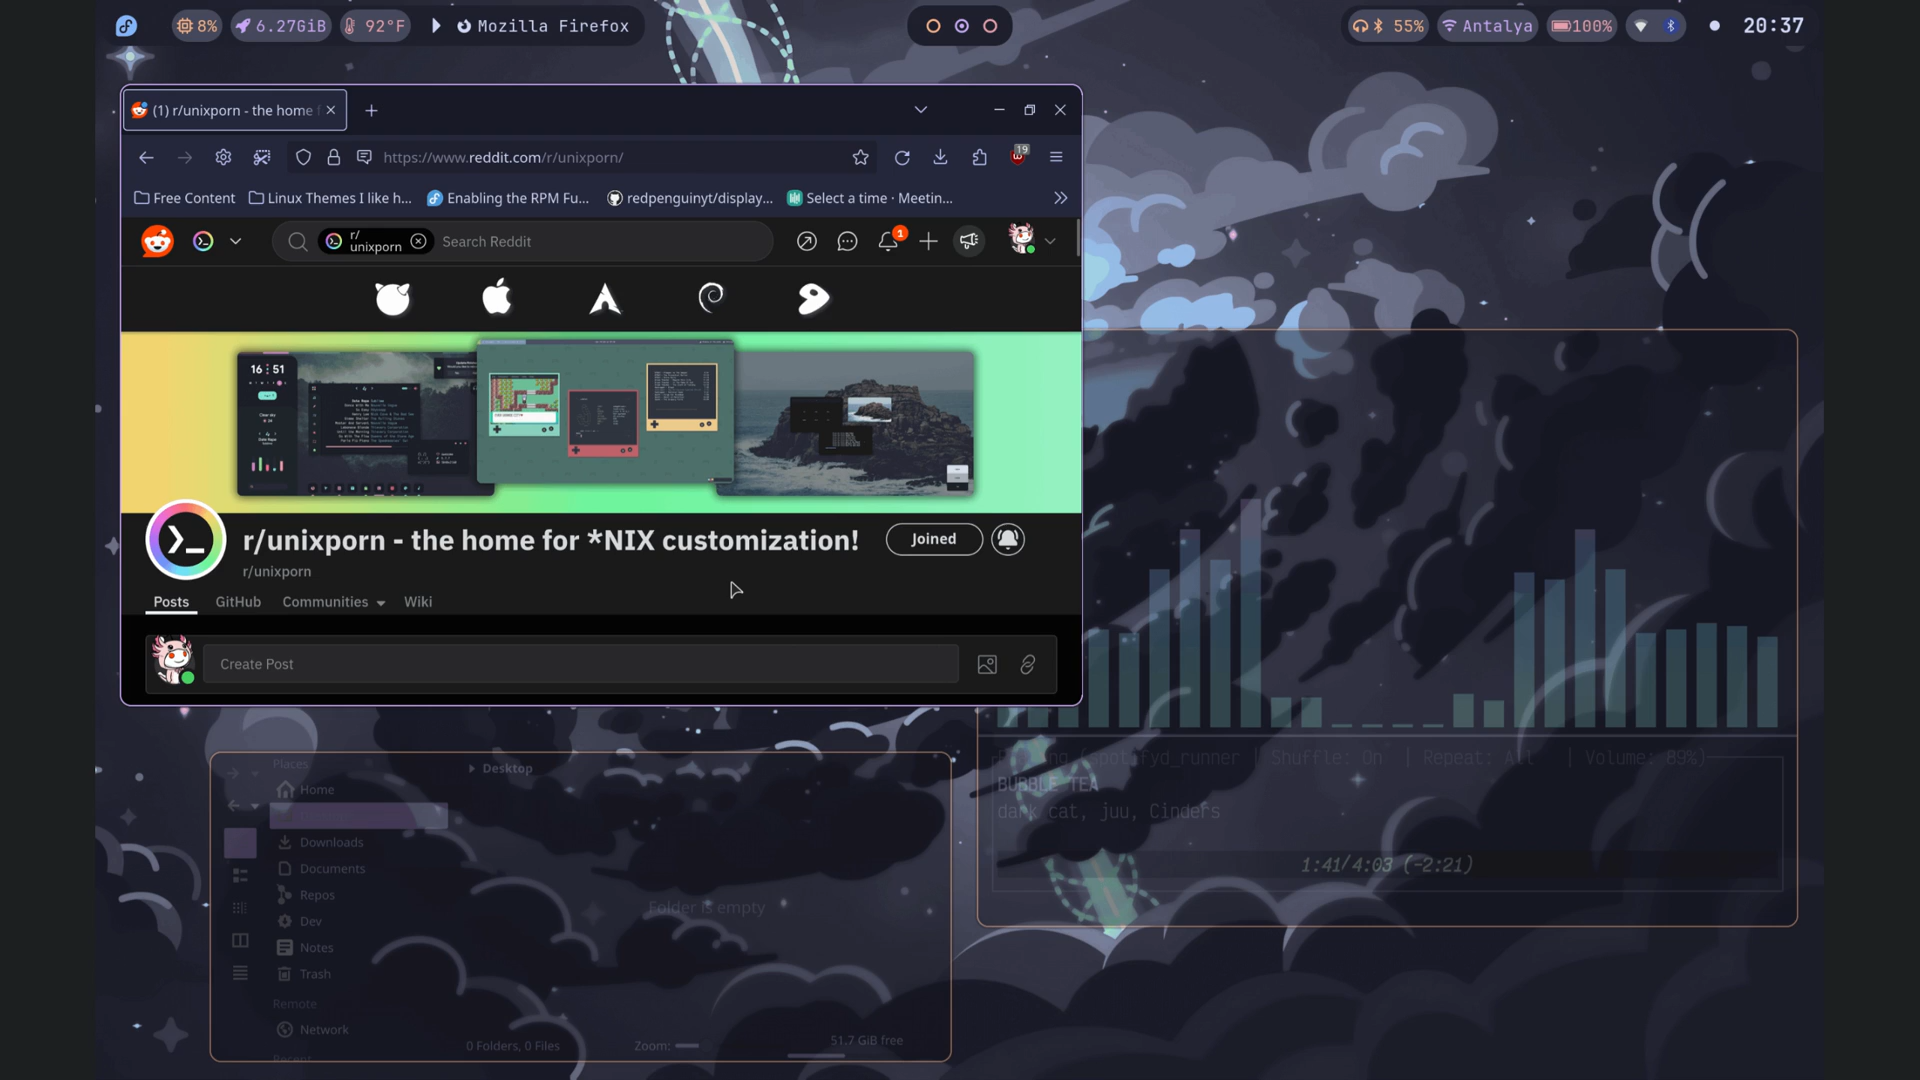 8%
6.27GiB
92°F
Mozilla Firefox
55%
Antalya
100%
20:37
(1) r/unixporn - the home
https://www.reddit.com/r/unixporn/
19
Free Content
Linux Themes I like h...
Enabling the RPM Fu...
redpenguinyt/display...
Select a time · Meetin...
r/
unixporn
Search Reddit
1
16:51
r/unixporn - the home for *NIX customization!
Joined
r/unixporn
Posts
GitHub
Communities
Wiki
Create Post
Places
Home
Downloads
Documents
Repos
Dev
Notes
Trash
Remote
Network
Recent
Desktop
Folder is empty
0 Folders, 0 Files
Zoom:
51.7 GiB free
(spotifyd_runner | Shuffle: On | Repeat: All | Volume: 89%)
BUBBLE TEA
dark cat, juu, Cinders
1:41/4:03 (-2:21)